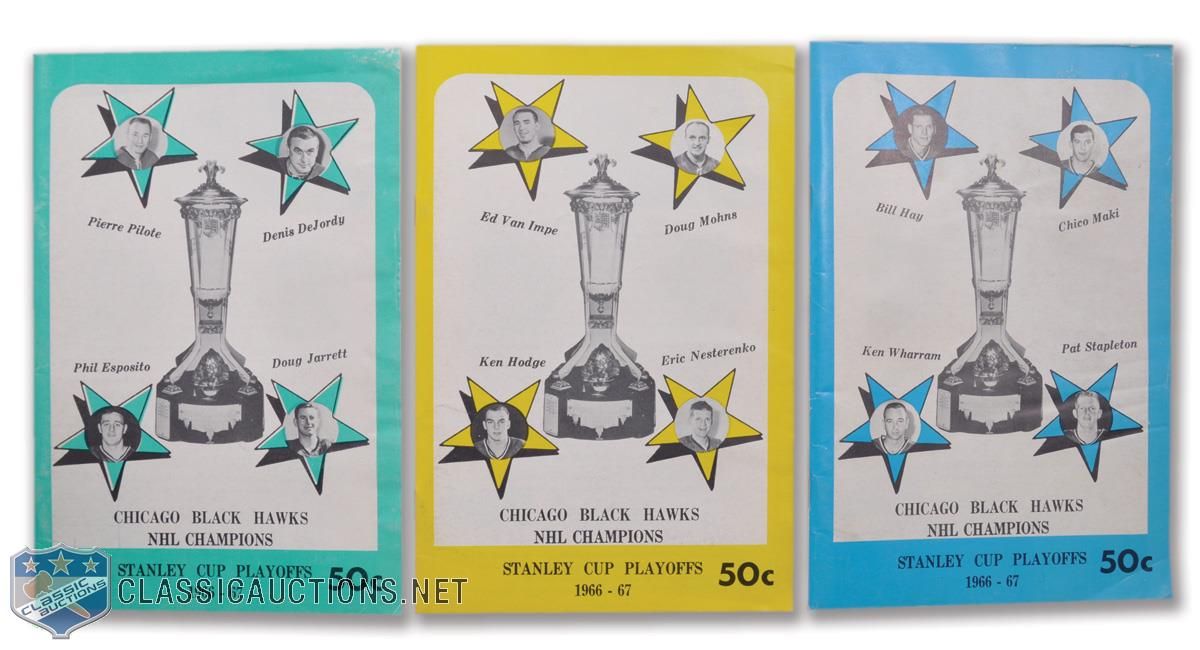 Pierre Pilote
Denis DeJordy
Phil Esposito
Doug Jarrett
CHICAGO BLACK HAWKS
NHL CHAMPIONS
STANLEY CUP PLAYOFFS
50c
Ed Van Impe
Doug Mohns
Ken Hodge
Eric Nesterenko
CHICAGO BLACK HAWKS
NHL CHAMPIONS
STANLEY CUP PLAYOFFS
1966 - 67
50c
Bill Hay
Chico Maki
Ken Wharram
Pat Stapleton
CHICAGO BLACK HAWKS
NHL CHAMPIONS
STANLEY CUP PLAYOFFS
1966 - 67
50c
CLASSIC
AUCTIONS
CLASSICAUCTIONS.NET